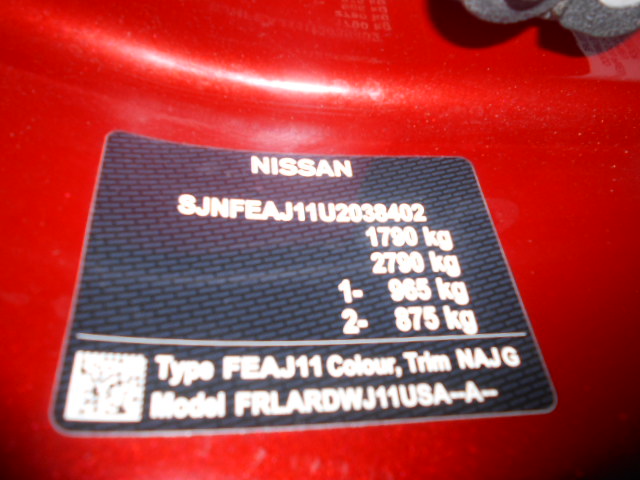 NISSAN
SJNFEAJ11U2038402
1790 kg
2790 kg
1- 965 kg
2- 875 kg
Type FEAJ11 Colour, Trim NAJ G
Model FRLARDWJ11USA--A--